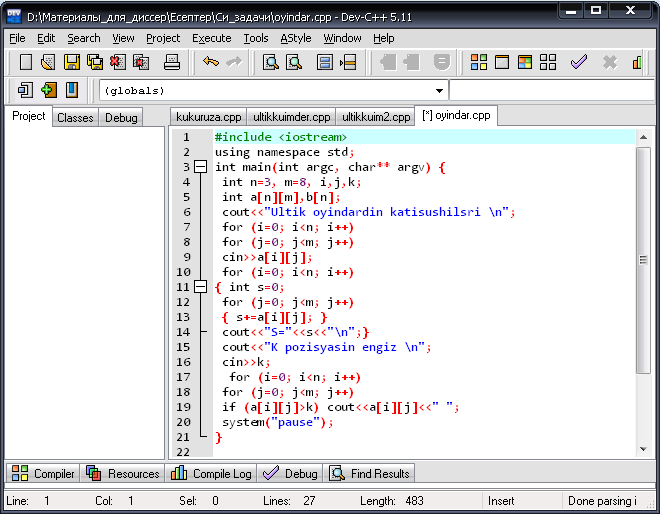 D:\Материалы_для_диссер\Есептер\Си_задачи\oyindar.cpp - Dev-C++ 5.11
File Edit Search View Project Execute Tools AStyle Window Help
(globals)
Project Classes Debug
kukuruza.cpp ultikkuimder.cpp ultikkuim2.cpp [*] oyindar.cpp
1 #include <iostream>
2 using namespace std;
3 int main(int argc, char** argv) {
4 int n=3, m=8, i,j,k;
5 int a[n][m],b[n];
6 cout<<"Ultik oyindardin katisushilsri \n";
7 for (i=0; i<n; i++)
8 for (j=0; j<m; j++)
9 cin>>a[i][j];
10 for (i=0; i<n; i++)
11 { int s=0;
12 for (j=0; j<m; j++)
13 { s+=a[i][j]; }
14 cout<<"S="<<s<<"\n";}
15 cout<<"K pozisyasin engiz \n";
16 cin>>k;
17 for (i=0; i<n; i++)
18 for (j=0; j<m; j++)
19 if (a[i][j]>k) cout<<a[i][j]<<" ";
20 system("pause");
21 }
22
Compiler Resources Compile Log Debug Find Results
Line: 1 Col: 1 Sel: 0 Lines: 27 Length: 483 Insert Done parsing i